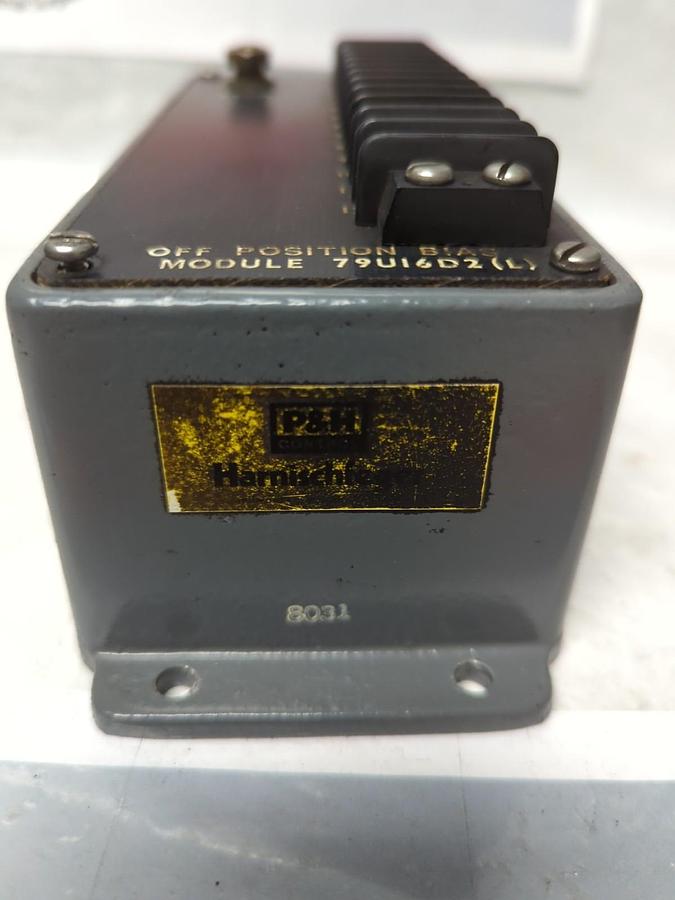 OFF POSITION BIAS
MODULE 79U16D2 (L)
P&H
Harnischfeger
8031